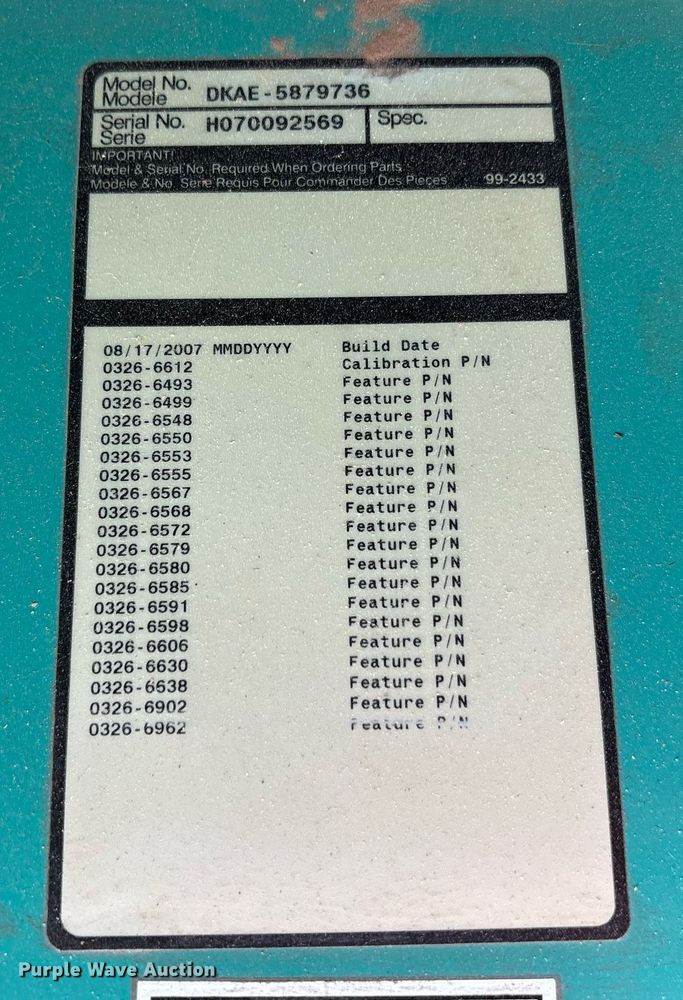 Model No.
Modele
DKAE-5879736
Serial No.
Serie
H070092569
Spec.
IMPORTANT!
Model & Serial No. Required When Ordering Parts
Modele & No. Serie Requis Pour Commander Des Pieces 99-2433
08/17/2007 MMDDYYYY Build Date
0326-6612 Calibration P/N
0326-6493 Feature P/N
0326-6499 Feature P/N
0326-6548 Feature P/N
0326-6550 Feature P/N
0326-6553 Feature P/N
0326-6555 Feature P/N
0326-6567 Feature P/N
0326-6568 Feature P/N
0326-6572 Feature P/N
0326-6579 Feature P/N
0326-6580 Feature P/N
0326-6585 Feature P/N
0326-6591 Feature P/N
0326-6598 Feature P/N
0326-6606 Feature P/N
0326-6630 Feature P/N
0326-6638 Feature P/N
0326-6902 Feature P/N
0326-6962 Feature P/N
Purple Wave Auction